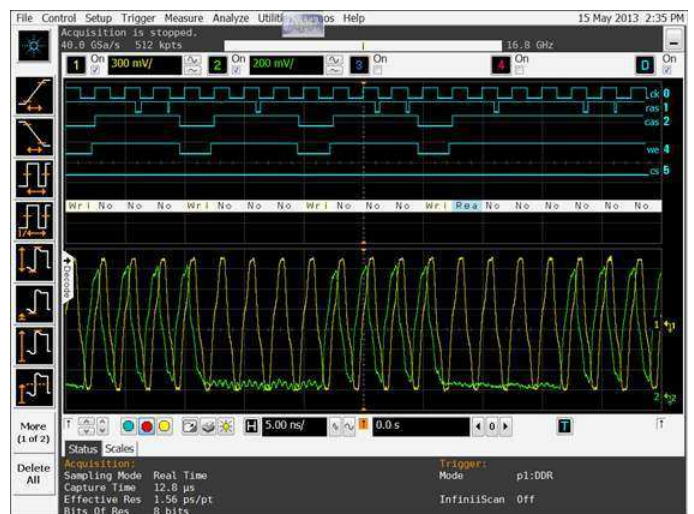 File Control Setup Trigger Measure Analyze Utilities Help 15 May 2013 2:35 PM
Acquisition is stopped.
40.0 GSa/s 512 kpts 16.8 GHz
1 On 300 mV/ 2 On 200 mV/ 3 On 4 On D On
ck 0
ras 1
cas 2
we 4
cs 5
Wri No No No Wri No No No Wri No No No Wri Rea No No No No No No
Decode
1
2
More
(1 of 2)
Delete
All
H 5.00 ns/ 0.0 s 0 T
Status Scales
Acquisition:
Sampling Mode Real Time
Capture Time 12.8 µs
Effective Res 1.56 ps/pt
Bits Of Res 8 bits
Trigger:
Mode p1:DDR
InfiniiScan Off